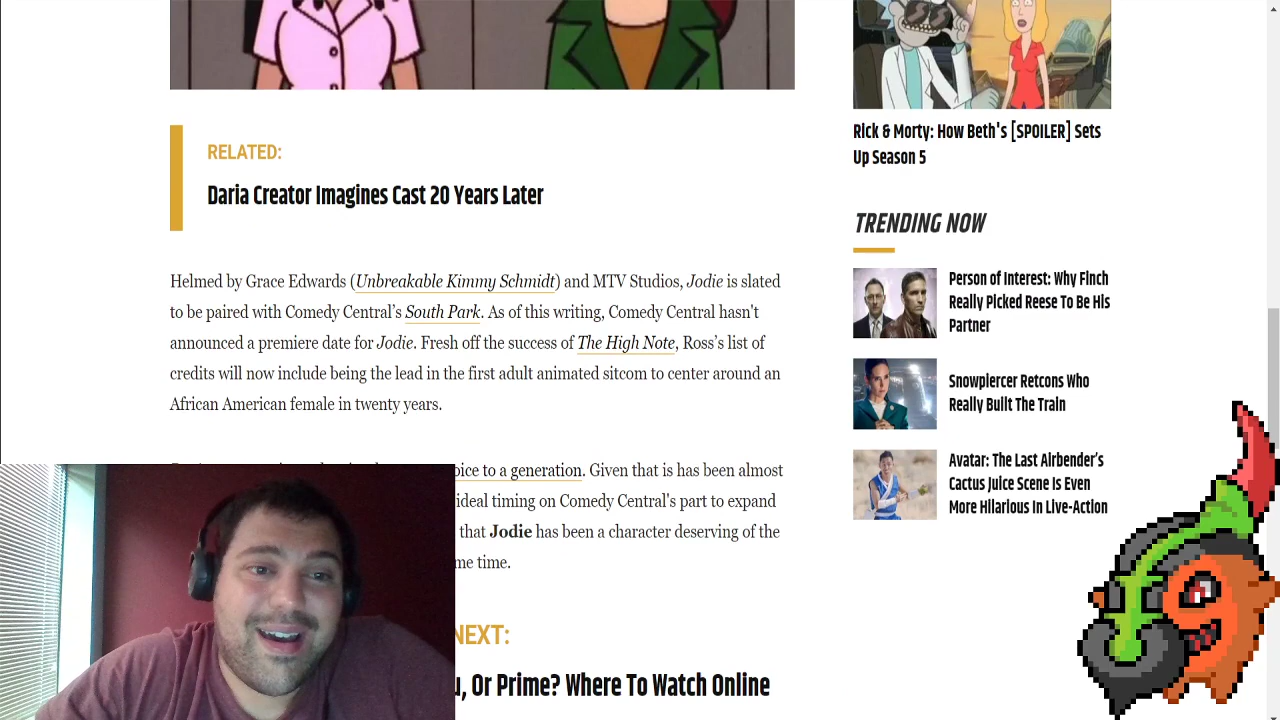 RELATED:
Daria Creator Imagines Cast 20 Years Later
Helmed by Grace Edwards (Unbreakable Kimmy Schmidt) and MTV Studios, Jodie is slated
to be paired with Comedy Central’s South Park. As of this writing, Comedy Central hasn't
announced a premiere date for Jodie. Fresh off the success of The High Note, Ross’s list of
credits will now include being the lead in the first adult animated sitcom to center around an
African American female in twenty years.
oice to a generation. Given that is has been almost
ideal timing on Comedy Central's part to expand
that Jodie has been a character deserving of the
me time.
NEXT:
u, Or Prime? Where To Watch Online
Rick & Morty: How Beth's [SPOILER] Sets
Up Season 5
TRENDING NOW
Person of Interest: Why Finch
Really Picked Reese To Be His
Partner
Snowpiercer Retcons Who
Really Built The Train
Avatar: The Last Airbender’s
Cactus Juice Scene Is Even
More Hilarious In Live-Action